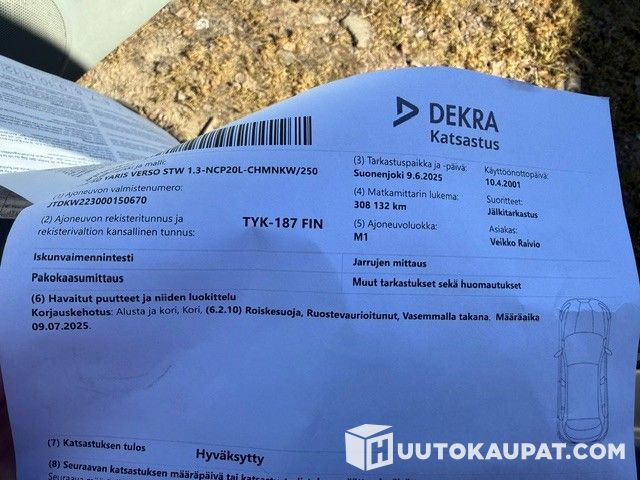 DEKRA
Katsastus
malli:
YARIS VERSO STW 1.3-NCP20L-CHMNKW/250
(1) Ajoneuvon valmistenumero:
JTDKW223000150670
(2) Ajoneuvon rekisteritunnus ja
rekisterivaltion kansallinen tunnus:
TYK-187 FIN
(3) Tarkastuspaikka ja -päivä:
Suonenjoki 9.6.2025
(4) Matkamittarin lukema:
308 132 km
(5) Ajoneuvoluokka:
M1
Käyttöönottopäivä:
10.4.2001
Suoritteet:
Jälkitarkastus
Asiakas:
Veikko Raivio
Iskunvaimennintesti
Jarrujen mittaus
Pakokaasumittaus
Muut tarkastukset sekä huomautukset
(6) Havaitut puutteet ja niiden luokittelu
Korjauskehotus: Alusta ja kori, Kori, (6.2.10) Roiskesuoja, Ruostevaurioitunut, Vasemmalla takana. Määräaika
09.07.2025.
(7) Katsastuksen tulos
Hyväksytty
(8) Seuraavan katsastuksen määräpäivä tai
HUUTOKAUPAT.COM